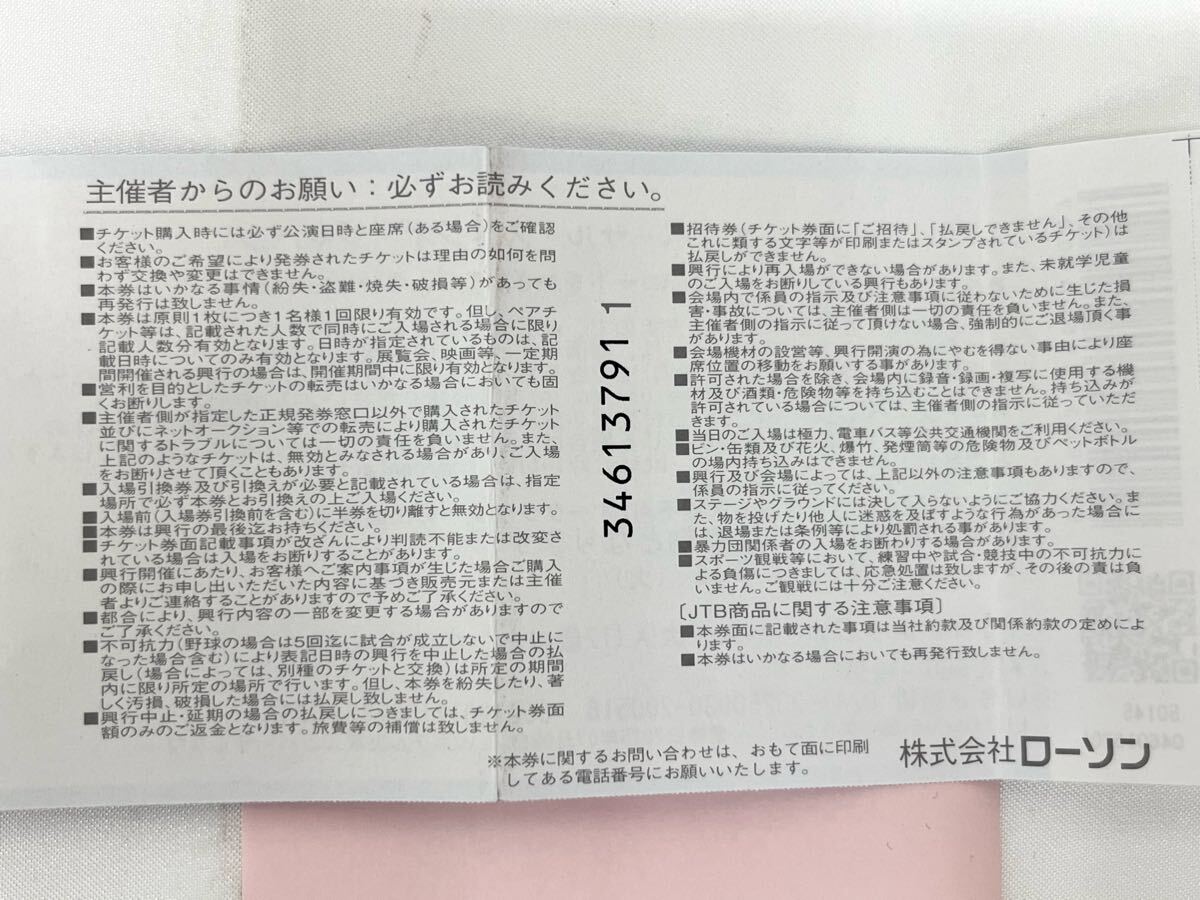 主催者からのお願い：必ずお読みください。
■チケット購入時には必ず公演日時と座席(ある場合)をご確認
ください。
■お客様のご希望により発券されたチケットは理由の如何を問
わず交換や変更はできません。
■本券はいかなる事情(紛失・盗難・焼失・破損等)があっても
再発行は致しません。
■本券は原則1枚につき1名様1回限り有効です。但し、ペアチ
ケット等は、記載された人数で同時にご入場される場合に限り
記載人数分有効となります。日時が指定されているものは、記
載日時についてのみ有効となります。展覧会、映画等、一定期
間開催される興行の場合は、開催期間中に限り有効となります。
■営利を目的としたチケットの転売はいかなる場合においても固
くお断りします。
■主催者側が指定した正規発券窓口以外で購入されたチケット
並びにネットオークション等での転売により購入されたチケット
に関するトラブルについては一切の責任を負いません。また、
上記のようなチケットは、無効とみなされる場合があり、ご入場
をお断りさせて頂くこともあります。
■入場引換券及び引換えが必要と記載されている場合は、指定
場所で必ず本券とお引換えの上ご入場ください。
■入場前(入場券引換前を含む)に半券を切り離すと無効となります。
■本券は興行の最後迄お持ちください。
■チケット券面記載事項が改ざんにより判読不能または改変さ
れている場合は入場をお断りすることがあります。
■興行開催にあたり、お客様へご案内事項が生じた場合ご購入
の際にお申し出いただいた内容に基づき販売元または主催
者よりご連絡することがありますので予めご了承ください。
■都合により、興行内容の一部を変更する場合がありますので
ご了承ください。
■不可抗力(野球の場合は5回迄に試合が成立しないで中止に
なった場合含む)により表記日時の興行を中止した場合の払
戻し(場合によっては、別種のチケットと交換)は所定の期間
内に限り所定の場所で行います。但し、本券を紛失したり、著
しく汚損、破損した場合には払戻し致しません。
■興行中止・延期の場合の払戻しにつきましては、チケット券面
額のみのご返金となります。旅費等の補償は致しません。
34613791 1
■招待券(チケット券面に「ご招待」、「払戻しできません」、その他
これに類する文字等が印刷またはスタンプされているチケット)は
払戻しができません。
■興行により再入場ができない場合があります。また、未就学児童
のご入場をお断りしている興行もあります。
■会場内で係員の指示及び注意事項に従わないために生じた損
害・事故については、主催者側は一切の責任を負いません。また、
主催者側の指示に従って頂けない場合、強制的にご退場頂く事
があります。
■会場機材の設営等、興行開演の為にやむを得ない事由により座
席位置の移動をお願いする事があります。
■許可された場合を除き、会場内に録音・録画・複写に使用する機
材及び酒類・危険物等を持ち込むことはできません。持ち込みが
許可されている場合については、主催者側の指示に従っていただ
きます。
■当日のご入場は極力、電車バス等公共交通機関をご利用ください。
■ビン・缶類及び花火、爆竹、発煙筒等の危険物及びペットボトル
の場内持ち込みはできません。
■興行及び会場によっては、上記以外の注意事項もありますので、
係員の指示に従ってください。
■ステージやグラウンドには決して入らないようにご協力ください。ま
た、物を投げたり他人に迷惑を及ぼすような行為があった場合に
は、退場または条例等により処罰される事があります。
■暴力団関係者の入場をお断わりする場合があります。
■スポーツ観戦等において、練習中や試合・競技中の不可抗力に
よる負傷につきましては、応急処置は致しますが、その後の責は負
いません。ご観戦には十分ご注意ください。
〔JTB商品に関する注意事項〕
■本券面に記載された事項は当社約款及び関係約款の定めによ
ります。
■本券はいかなる場合においても再発行致しません。
※本券に関するお問い合わせは、おもて面に印刷
してある電話番号にお願いいたします。
株式会社ローソン